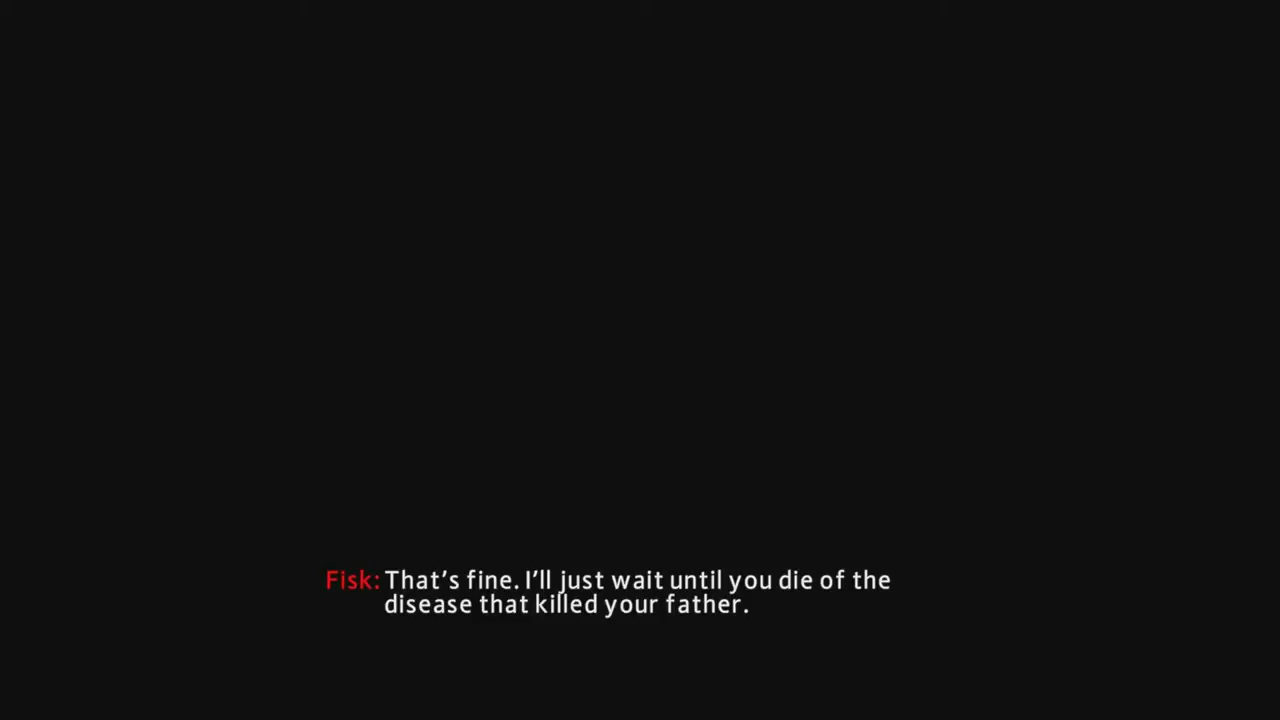 Fisk: That’s fine. I’ll just wait until you die of the
disease that killed your father.